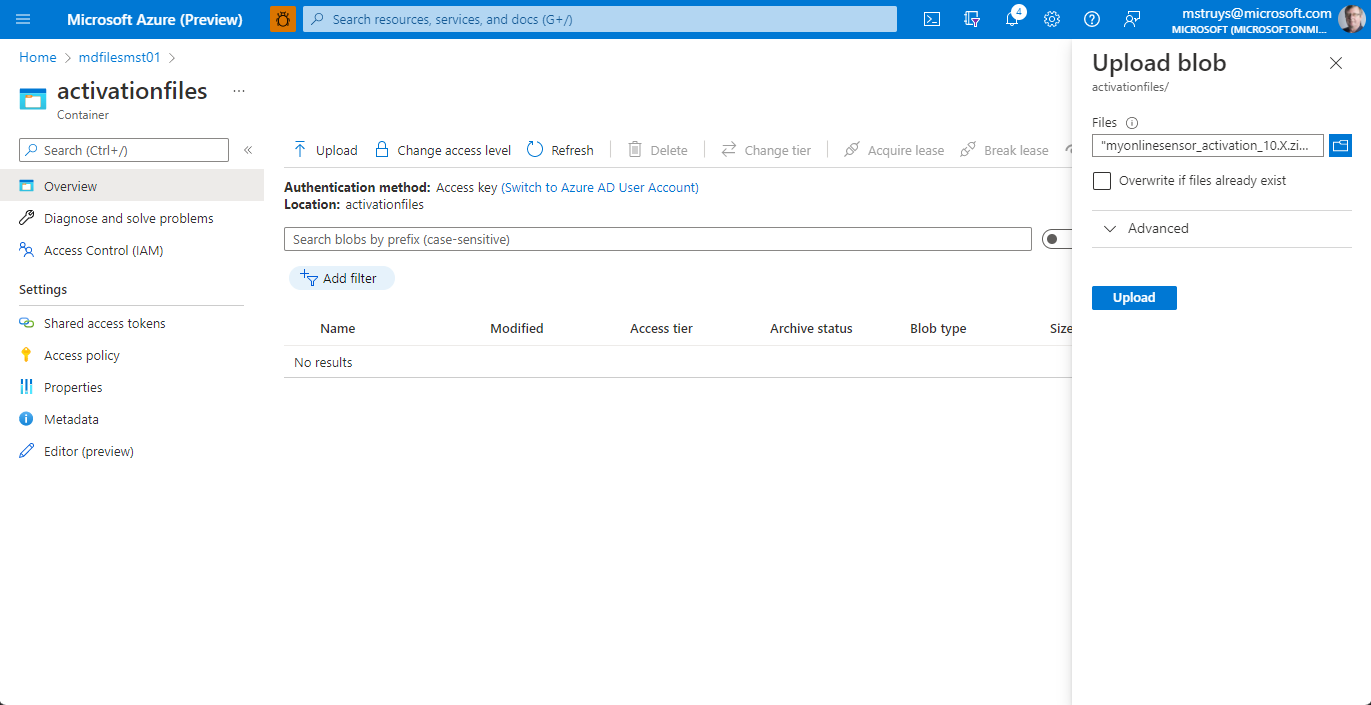 Microsoft Azure (Preview)
Search resources, services, and docs (G+/)
4
mstruys@microsoft.com
MICROSOFT (MICROSOFT.ONMI...
Home > mdfilesmst01 >
activationfiles ...
Container
Search (Ctrl+/) «
Overview
Diagnose and solve problems
Access Control (IAM)
Settings
Shared access tokens
Access policy
Properties
Metadata
Editor (preview)
Upload Change access level Refresh Delete Change tier Acquire lease Break lease
Authentication method: Access key (Switch to Azure AD User Account)
Location: activationfiles
Search blobs by prefix (case-sensitive)
Add filter
Name Modified Access tier Archive status Blob type Size
No results
Upload blob
activationfiles/
Files
"myonlinesensor_activation_10.X.zi...
Overwrite if files already exist
Advanced
Upload